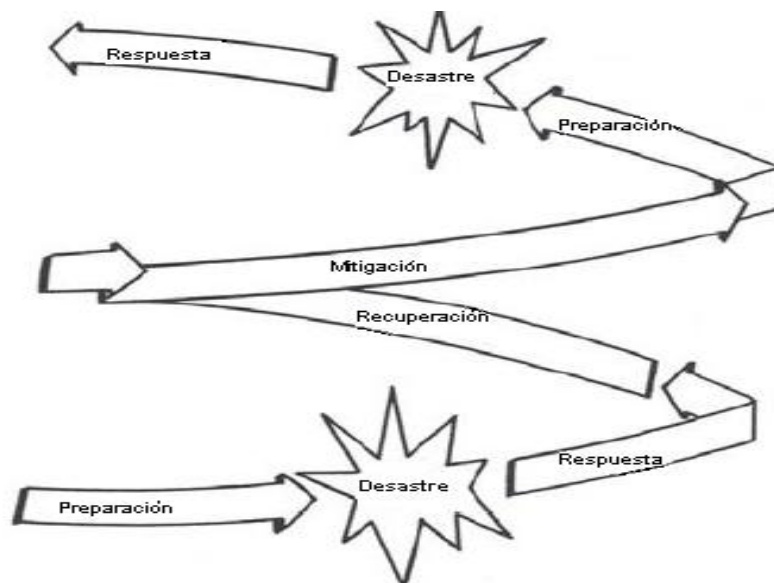 Respuesta
Desastre
Preparación
Mitigación
Recuperación
Respuesta
Desastre
Preparación